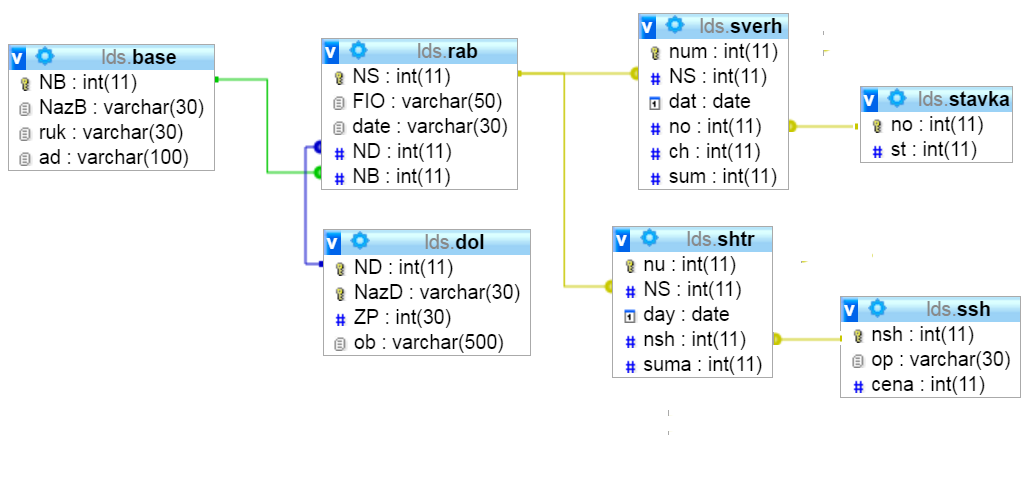 v lds.base
NB : int(11)
NazB : varchar(30)
ruk : varchar(30)
ad : varchar(100)
v lds.rab
NS : int(11)
FIO : varchar(50)
date : varchar(30)
# ND : int(11)
# NB : int(11)
v lds.dol
ND : int(11)
NazD : varchar(30)
# ZP : int(30)
ob : varchar(500)
v lds.sverh
num : int(11)
# NS : int(11)
1 dat : date
# no : int(11)
# ch : int(11)
# sum : int(11)
v lds.shtr
nu : int(11)
# NS : int(11)
1 day : date
# nsh : int(11)
# suma : int(11)
v lds.stavka
no : int(11)
# st : int(11)
v lds.ssh
nsh : int(11)
op : varchar(30)
# cena : int(11)